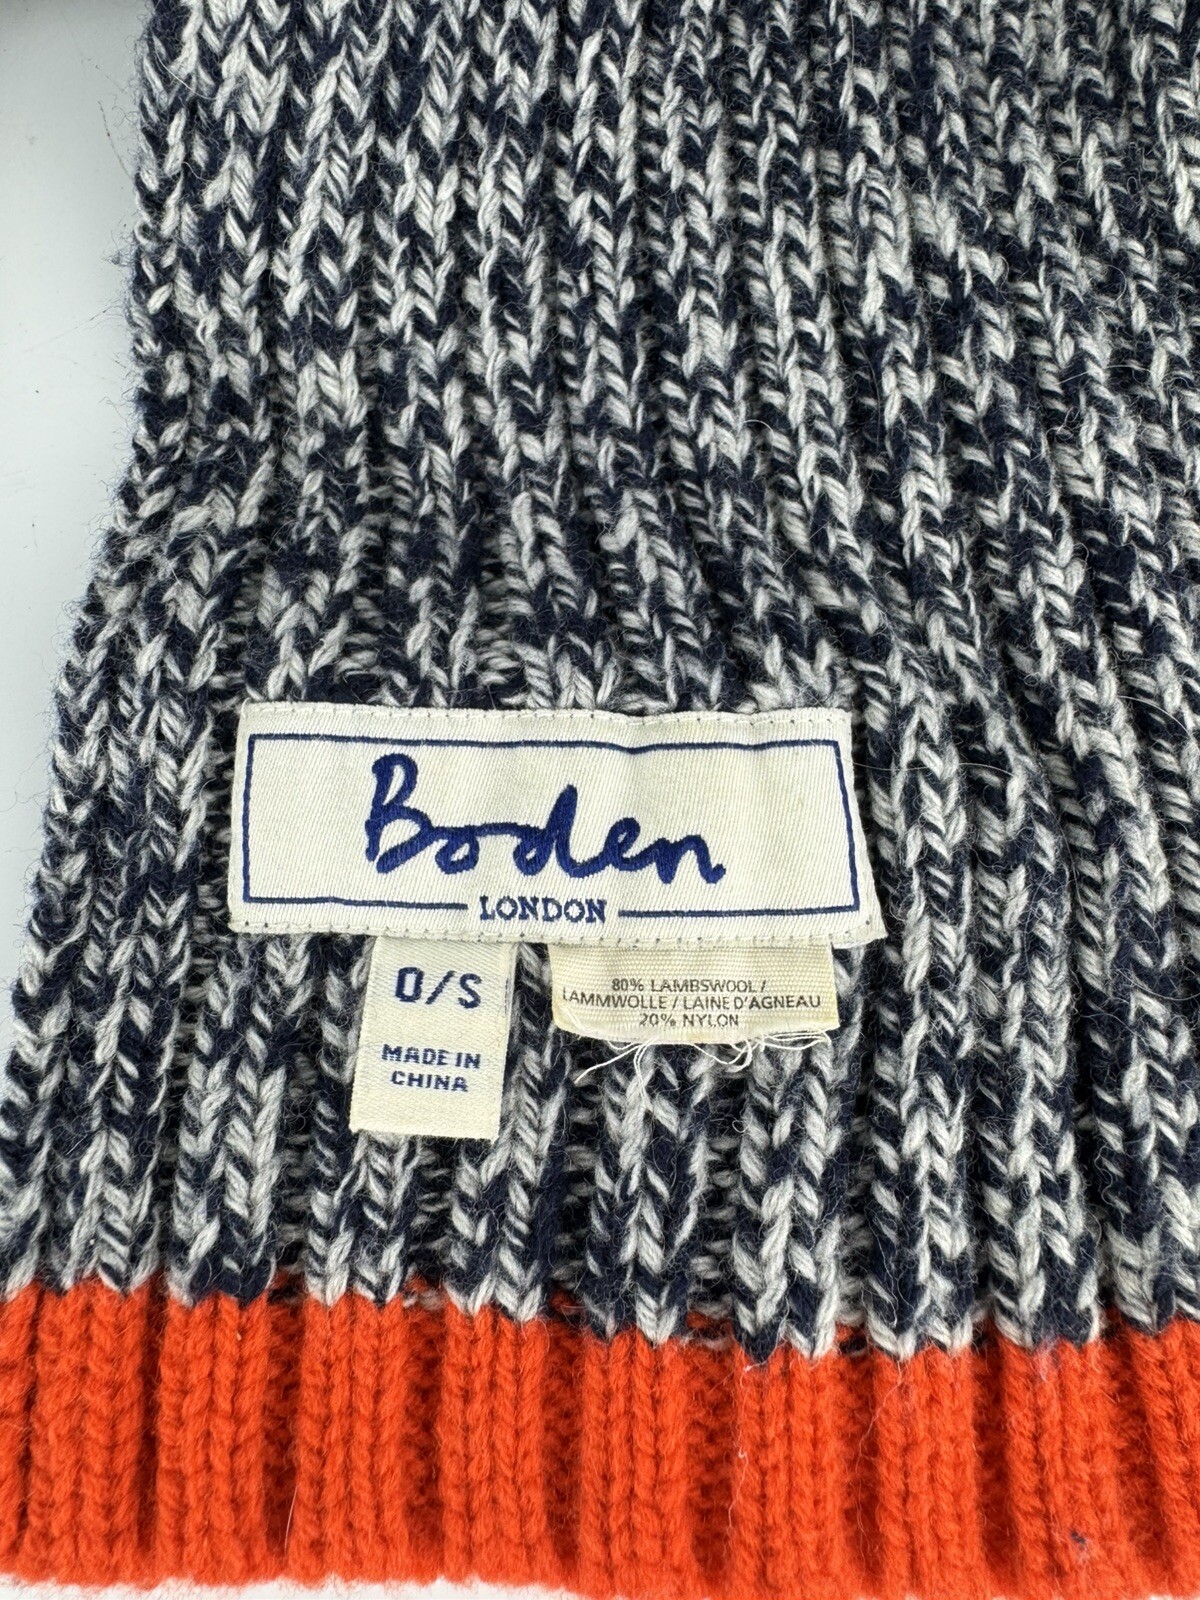 Boden
LONDON
O/S
MADE IN
CHINA
80% LAMBSWOOL /
LAMMWOLLE / LAINE D'AGNEAU
20% NYLON